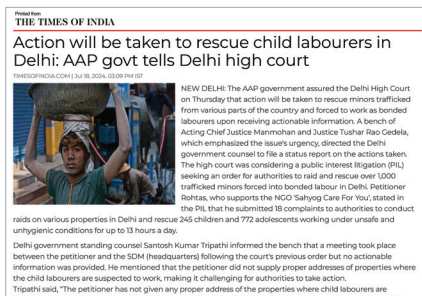 Printed from
THE TIMES OF INDIA
Action will be taken to rescue child labourers in
Delhi: AAP govt tells Delhi high court
TIMESOFINDIA.COM | Jul 18, 2024, 03.09 PM IST
NEW DELHI: The AAP government assured the Delhi High Court
on Thursday that action will be taken to rescue minors trafficked
from various parts of the country and forced to work as bonded
labourers upon receiving actionable information. A bench of
Acting Chief Justice Manmohan and Justice Tushar Rao Gedela,
which emphasized the issue's urgency, directed the Delhi
government counsel to file a status report on the actions taken.
The high court was considering a public interest litigation (PIL)
seeking an order for authorities to raid and rescue over 1,000
trafficked minors forced into bonded labour in Delhi. Petitioner
Rohtas, who supports the NGO 'Sahyog Care For You', stated in
the PIL that he submitted 18 complaints to authorities to conduct
raids on various properties in Delhi and rescue 245 children and 772 adolescents working under unsafe and
unhygienic conditions for up to 13 hours a day.
Delhi government standing counsel Santosh Kumar Tripathi informed the bench that a meeting took place
between the petitioner and the SDM (headquarters) following the court's previous order but no actionable
information was provided. He mentioned that the petitioner did not supply proper addresses of properties where
the child labourers are suspected to work, making it challenging for authorities to take action.
Tripathi said, "The petitioner has not given any proper address of the properties where child labourers are